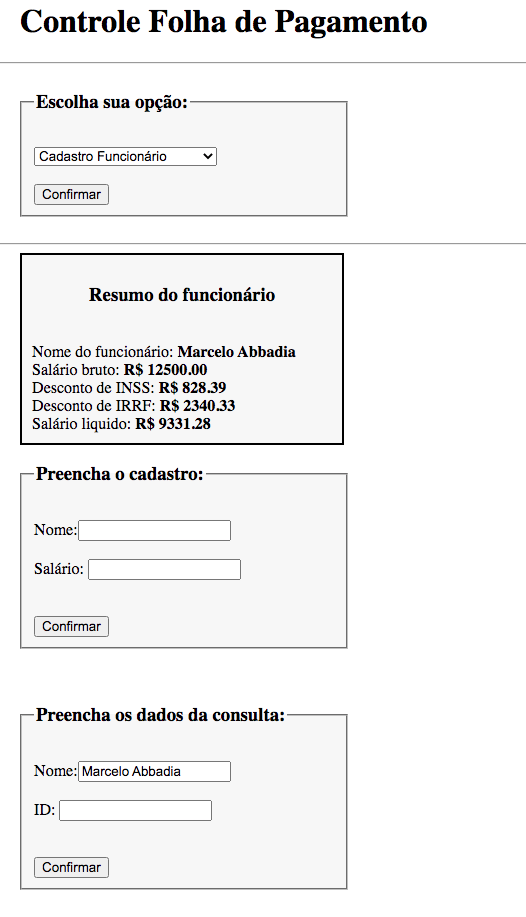 Controle Folha de Pagamento
Escolha sua opção:
Cadastro Funcionário
Confirmar
Resumo do funcionário
Nome do funcionário: Marcelo Abbadia
Salário bruto: R$ 12500.00
Desconto de INSS: R$ 828.39
Desconto de IRRF: R$ 2340.33
Salário liquido: R$ 9331.28
Preencha o cadastro:
Nome:
Salário:
Confirmar
Preencha os dados da consulta:
Nome: Marcelo Abbadia
ID:
Confirmar